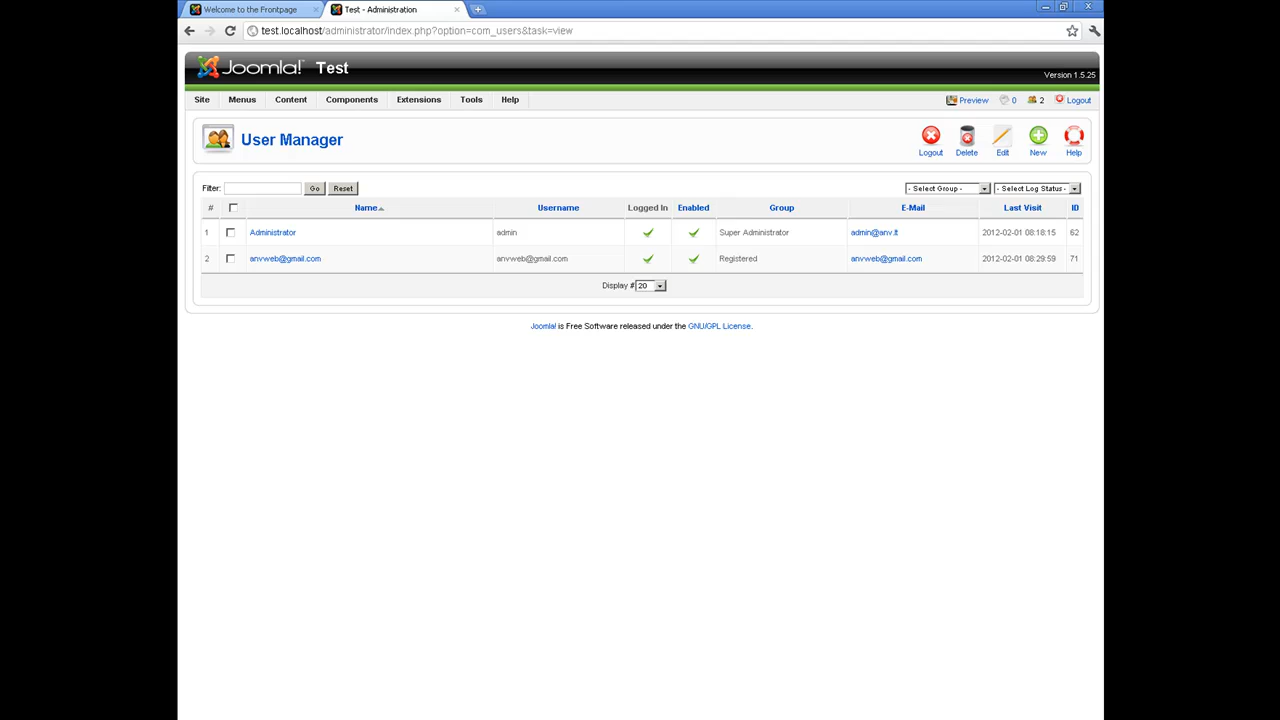 Welcome to the Frontpage
Test - Administration
test.localhost/administrator/index.php?option=com_users&task=view
Joomla! Test
Version 1.5.25
Site Menus Content Components Extensions Tools Help Preview 0 2 Logout
User Manager
Logout Delete Edit New Help
Filter: Go Reset - Select Group - - Select Log Status -
# Name Username Logged In Enabled Group E-Mail Last Visit ID
1 Administrator admin Super Administrator admin@anv.lt 2012-02-01 08:18:15 62
2 anvweb@gmail.com anvweb@gmail.com Registered anvweb@gmail.com 2012-02-01 08:29:59 71
Display # 20
Joomla! is Free Software released under the GNU/GPL License.